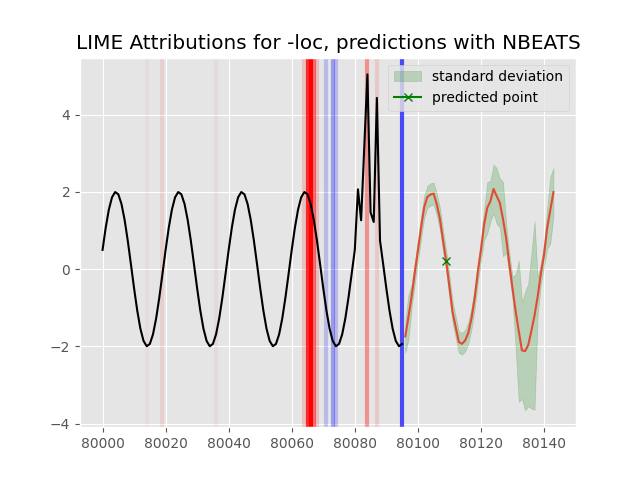 LIME Attributions for -loc, predictions with NBEATS
standard deviation
predicted point
4
2
0
−2
−4
80000 80020 80040 80060 80080 80100 80120 80140